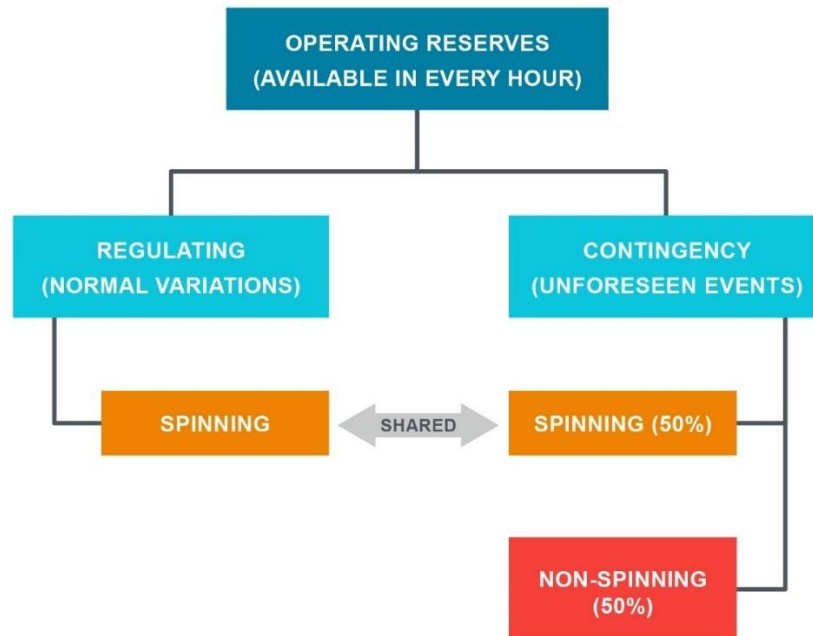 OPERATING RESERVES
(AVAILABLE IN EVERY HOUR)
REGULATING
(NORMAL VARIATIONS)
CONTINGENCY
(UNFORESEEN EVENTS)
SPINNING
SHARED
SPINNING (50%)
NON-SPINNING
(50%)